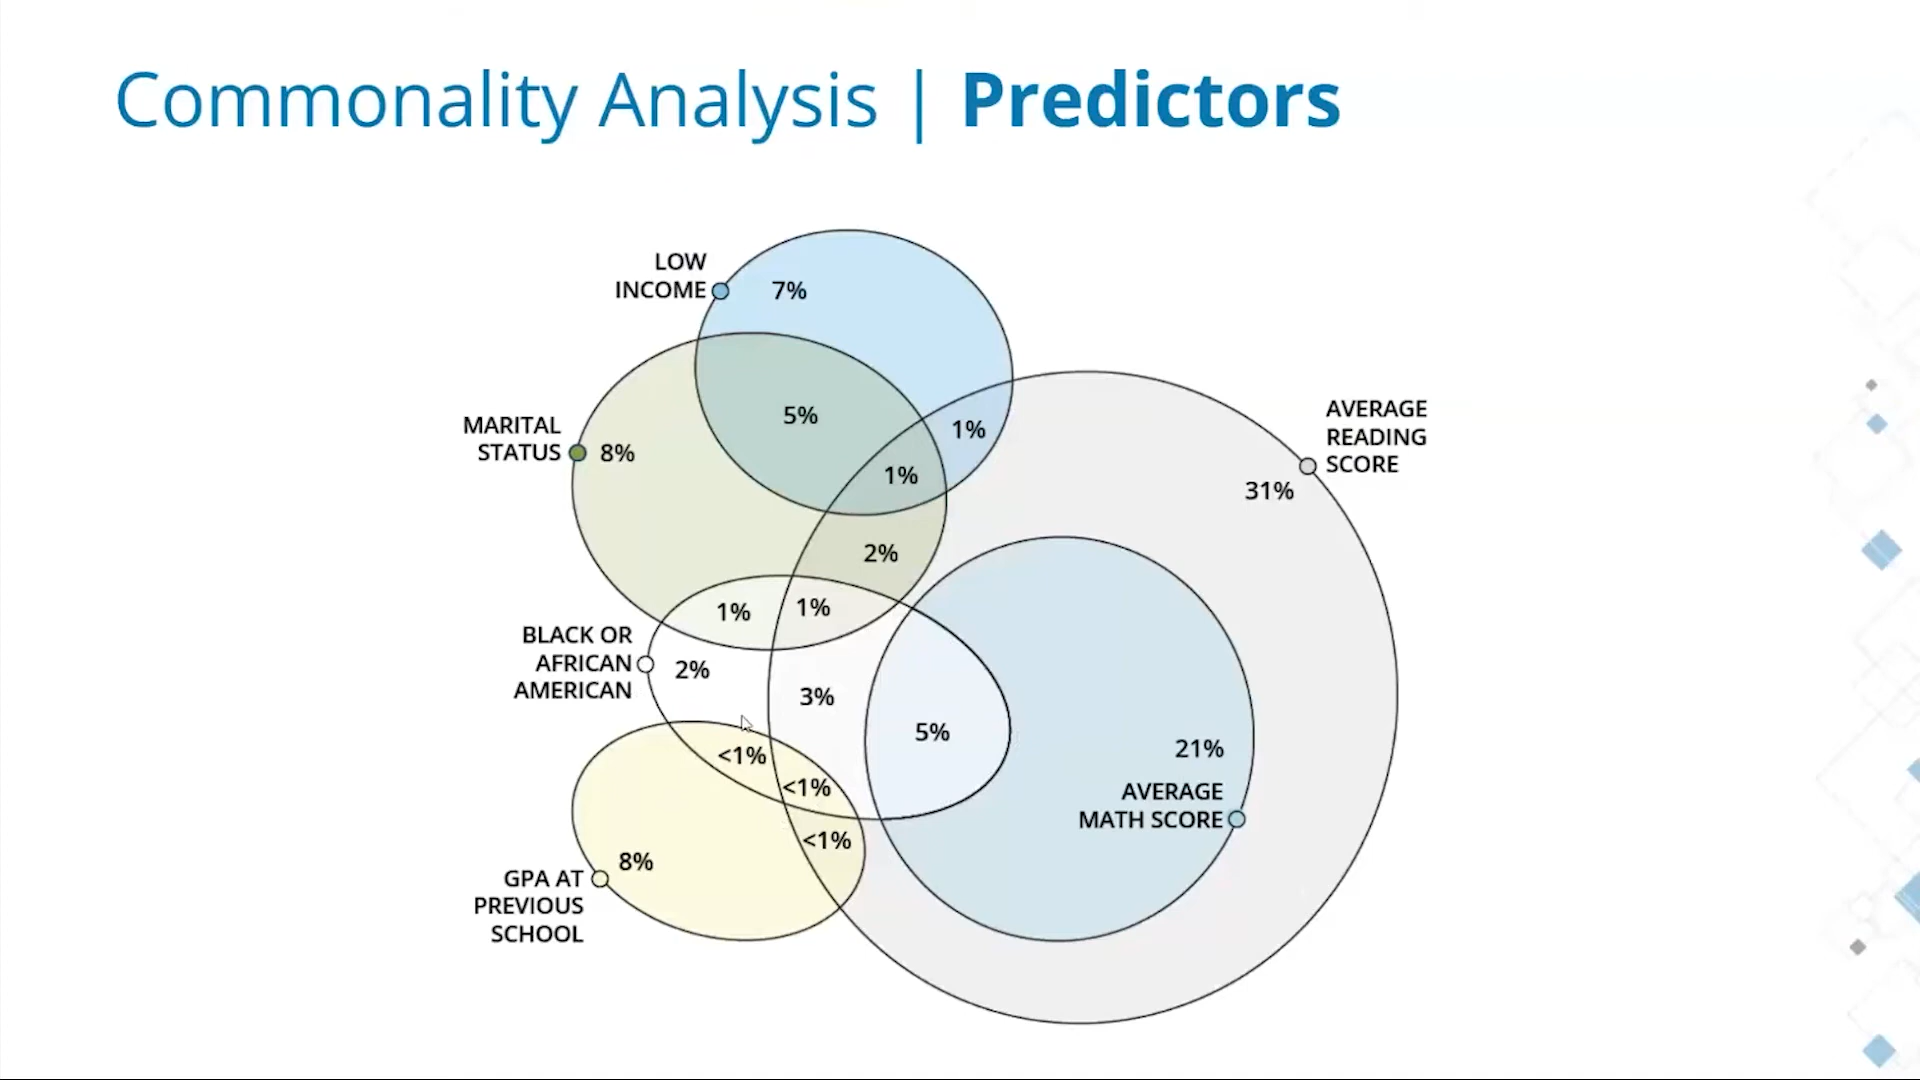 Commonality Analysis | Predictors
LOW
INCOME
7%
MARITAL
STATUS
8%
5%
1%
1%
2%
AVERAGE
READING
SCORE
31%
BLACK OR
AFRICAN
AMERICAN
1%
1%
2%
3%
5%
<1%
<1%
<1%
21%
AVERAGE
MATH SCORE
8%
GPA AT
PREVIOUS
SCHOOL